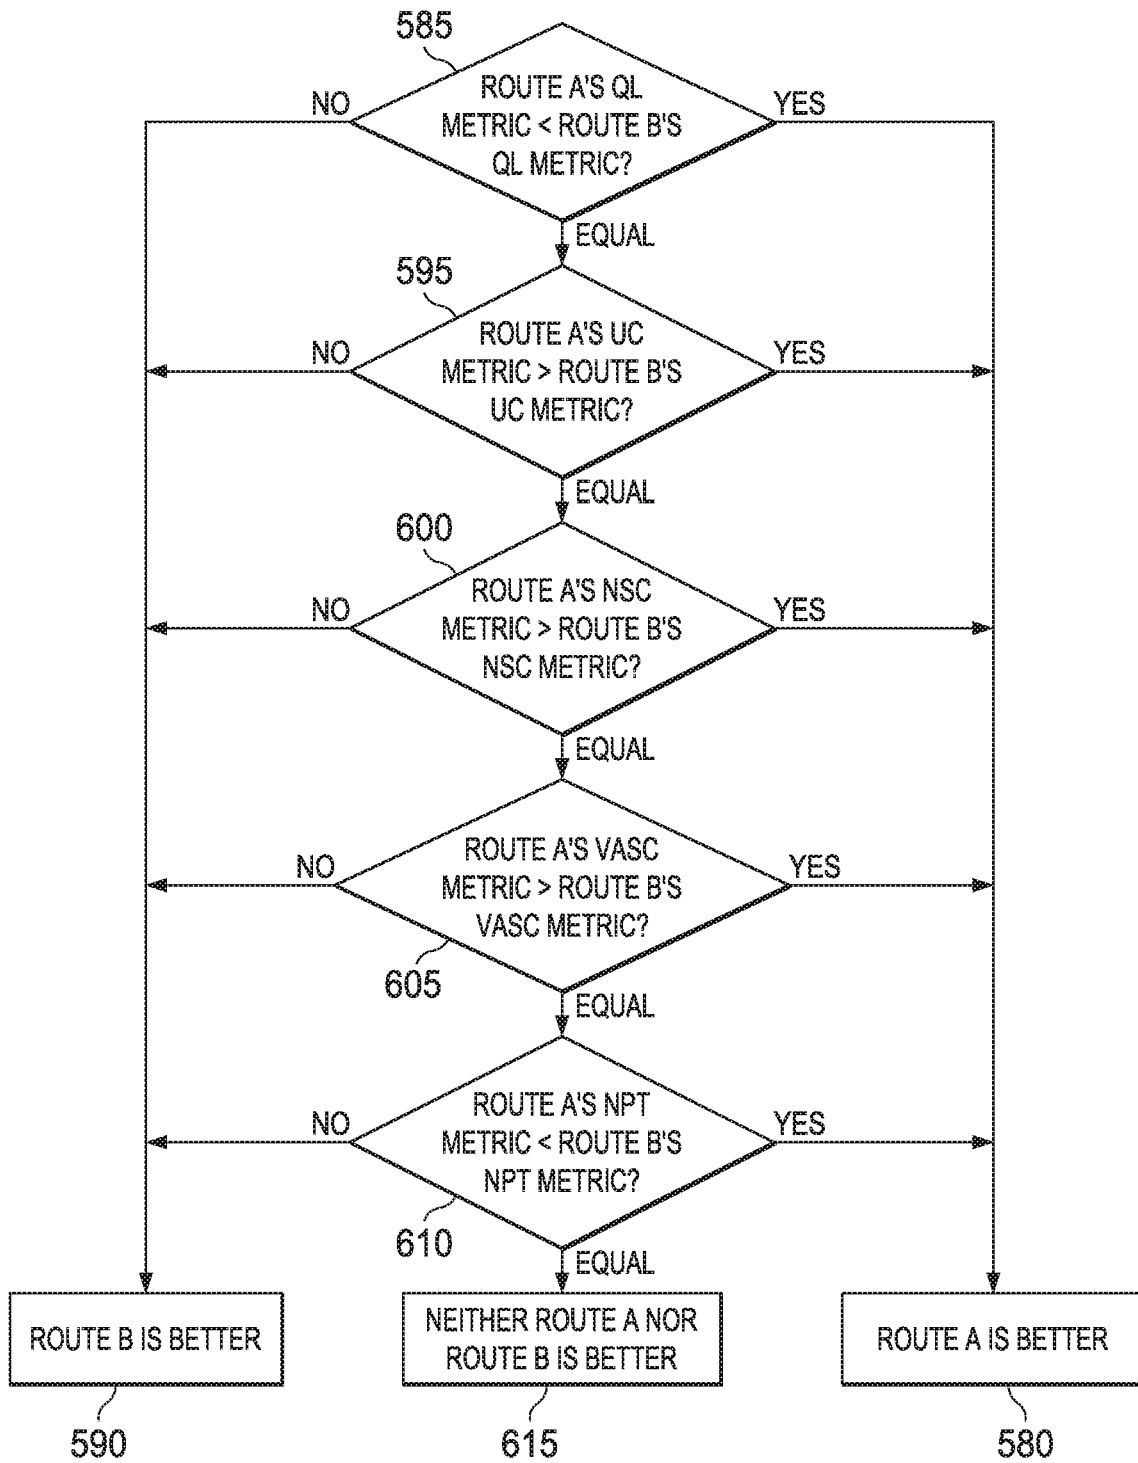 585
ROUTE A'S QL
METRIC < ROUTE B'S
QL METRIC?
NO
YES
EQUAL
595
ROUTE A'S UC
METRIC > ROUTE B'S
UC METRIC?
NO
YES
EQUAL
600
ROUTE A'S NSC
METRIC > ROUTE B'S
NSC METRIC?
NO
YES
EQUAL
ROUTE A'S VASC
METRIC > ROUTE B'S
VASC METRIC?
NO
YES
605
EQUAL
ROUTE A'S NPT
METRIC < ROUTE B'S
NPT METRIC?
NO
YES
610
EQUAL
ROUTE B IS BETTER
NEITHER ROUTE A NOR
ROUTE B IS BETTER
ROUTE A IS BETTER
590
615
580